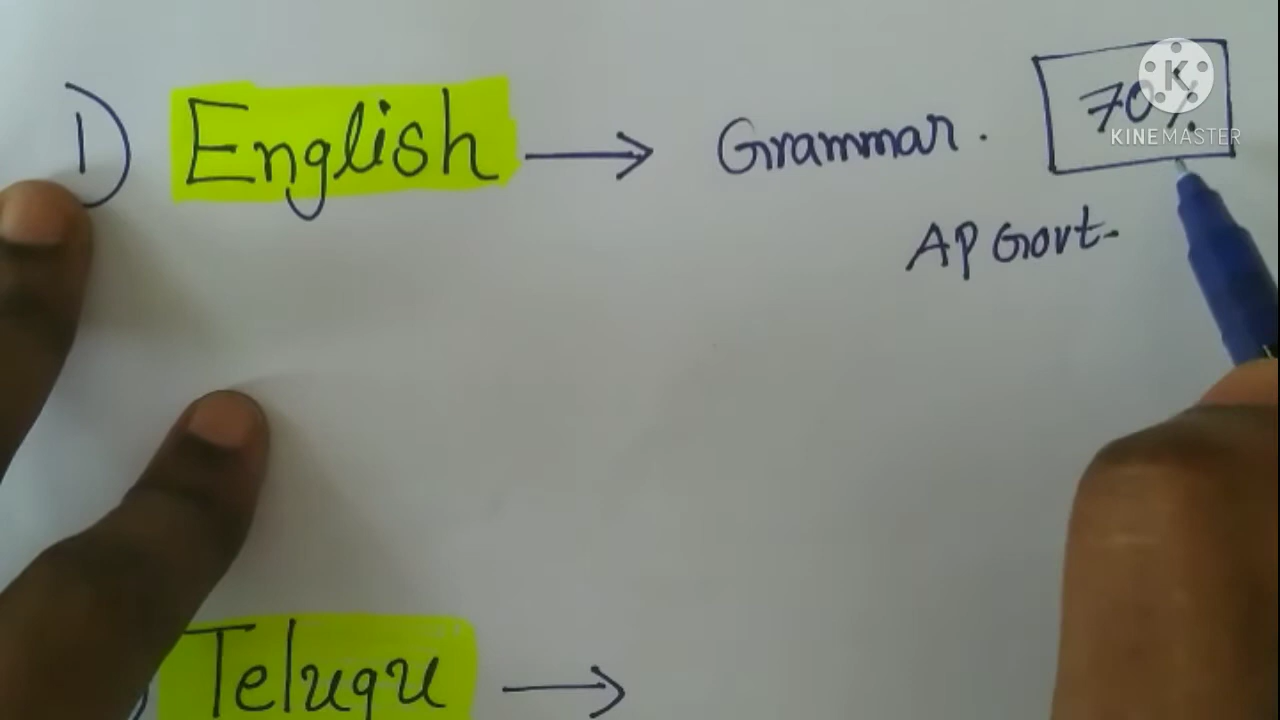 1) English → Grammar. 70%
KINEMASTER
AP Govt.
Telugu →